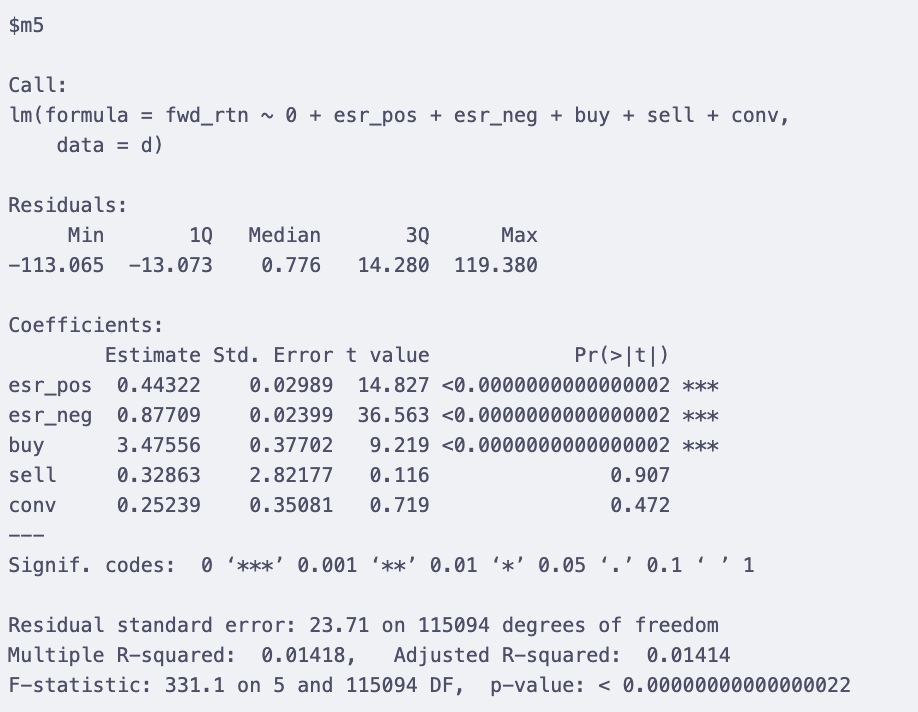 $m5
Call:
lm(formula = fwd_rtn ~ 0 + esr_pos + esr_neg + buy + sell + conv,
    data = d)
Residuals:
     Min       1Q   Median       3Q      Max
-113.065  -13.073    0.776   14.280  119.380
Coefficients:
        Estimate Std. Error t value            Pr(>|t|)
esr_pos  0.44322    0.02989  14.827 <0.0000000000000002 ***
esr_neg  0.87709    0.02399  36.563 <0.0000000000000002 ***
buy      3.47556    0.37702   9.219 <0.0000000000000002 ***
sell     0.32863    2.82177   0.116               0.907
conv     0.25239    0.35081   0.719               0.472
---
Signif. codes:  0 ‘***’ 0.001 ‘**’ 0.01 ‘*’ 0.05 ‘.’ 0.1 ‘ ’ 1
Residual standard error: 23.71 on 115094 degrees of freedom
Multiple R-squared:  0.01418,   Adjusted R-squared:  0.01414
F-statistic: 331.1 on 5 and 115094 DF,  p-value: < 0.00000000000000022